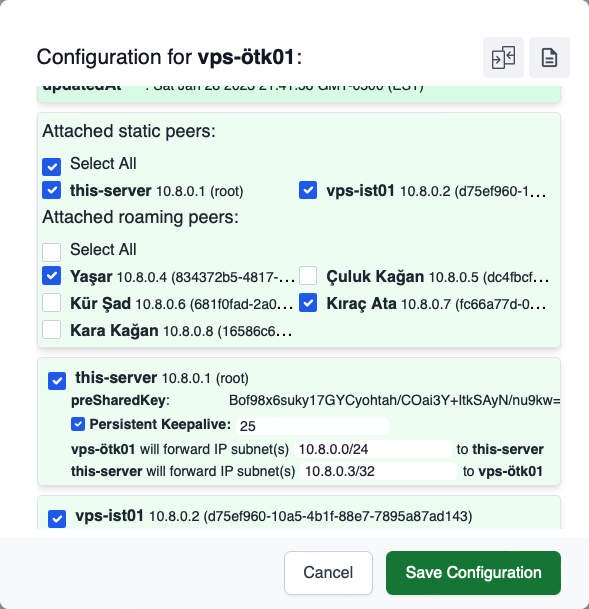 Configuration for vps-ötk01:
updatedAt : Sat Jan 28 2023 21:41:58 GMT-0500 (EST)
Attached static peers:
Select All
this-server 10.8.0.1 (root) vps-ist01 10.8.0.2 (d75ef960-1...
Attached roaming peers:
Select All
Yaşar 10.8.0.4 (834372b5-4817-... Çuluk Kağan 10.8.0.5 (dc4fbcf...
Kür Şad 10.8.0.6 (681f0fad-2a0... Kıraç Ata 10.8.0.7 (fc66a77d-0...
Kara Kağan 10.8.0.8 (16586c6...
this-server 10.8.0.1 (root)
preSharedKey: Bof98x6suky17GYCyohtah/COai3Y+ltkSAyN/nu9kw=
Persistent Keepalive: 25
vps-ötk01 will forward IP subnet(s) 10.8.0.0/24 to this-server
this-server will forward IP subnet(s) 10.8.0.3/32 to vps-ötk01
vps-ist01 10.8.0.2 (d75ef960-10a5-4b1f-88e7-7895a87ad143)
Cancel Save Configuration